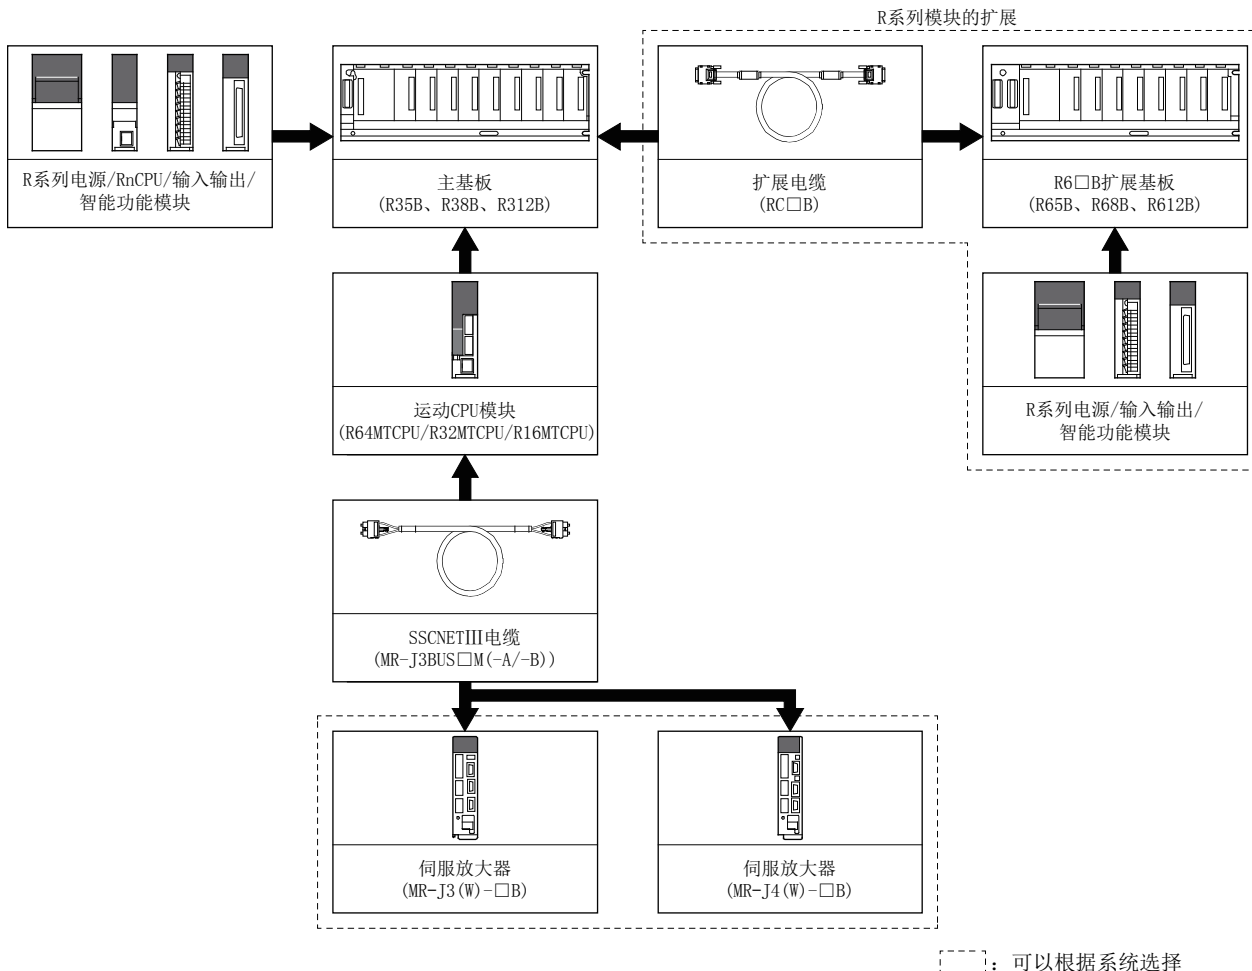 R系列模块的扩展
R系列电源/RnCPU/输入输出/
智能功能模块
主基板
(R35B、R38B、R312B)
扩展电缆
(RC□B)
R6□B扩展基板
(R65B、R68B、R612B)
运动CPU模块
(R64MTCPU/R32MTCPU/R16MTCPU)
R系列电源/输入输出/
智能功能模块
SSCNETⅢ电缆
(MR-J3BUS□M(-A/-B))
伺服放大器
(MR-J3(W)-□B)
伺服放大器
(MR-J4(W)-□B)
：可以根据系统选择